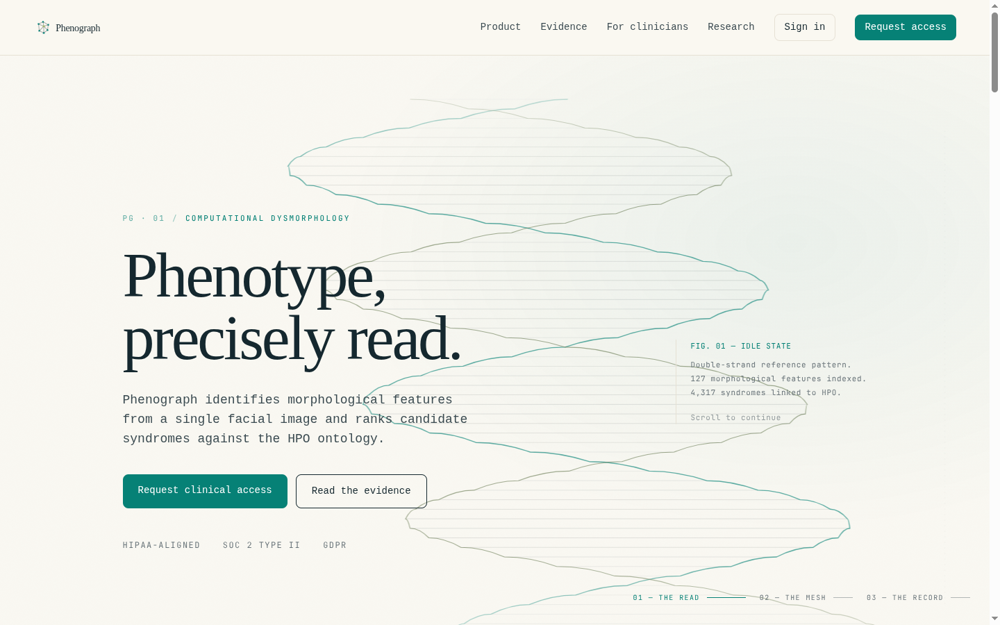 Phenograph
Product
Evidence
For clinicians
Research
Sign in
Request access
PG · 01 / COMPUTATIONAL DYSMORPHOLOGY
Phenotype,
precisely read.
Phenograph identifies morphological features
from a single facial image and ranks candidate
syndromes against the HPO ontology.
Request clinical access
Read the evidence
HIPAA-ALIGNED
SOC 2 TYPE II
GDPR
FIG. 01 — IDLE STATE
Double-strand reference pattern.
127 morphological features indexed.
4,317 syndromes linked to HPO.
Scroll to continue
01 — THE READ
02 — THE MESH
03 — THE RECORD